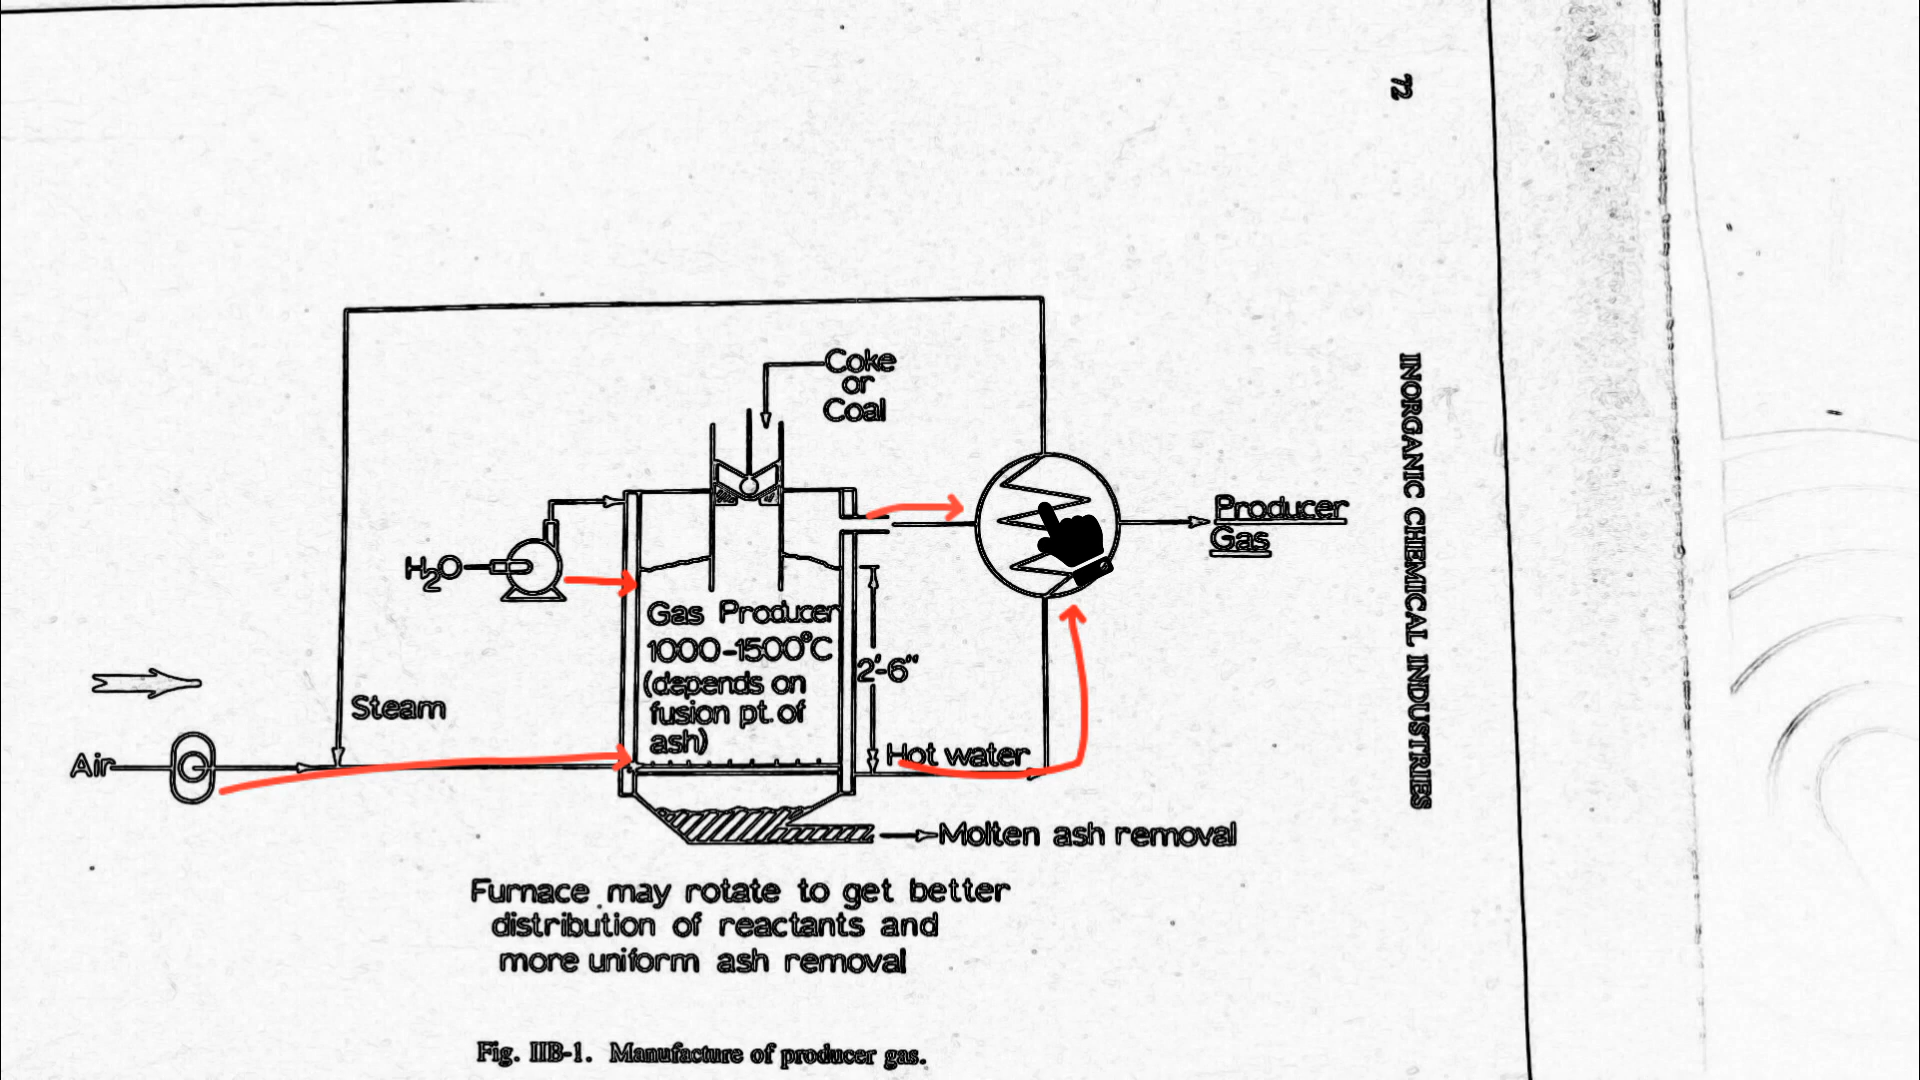 72
INORGANIC CHEMICAL INDUSTRIES
Coke
or
Coal
Producer
Gas
H2O
Gas Producer
1000-1500°C
(depends on
fusion pt. of
ash)
2'-6"
Steam
Air
Hot water
Molten ash removal
Furnace may rotate to get better
distribution of reactants and
more uniform ash removal
Fig. IIB-1. Manufacture of producer gas.